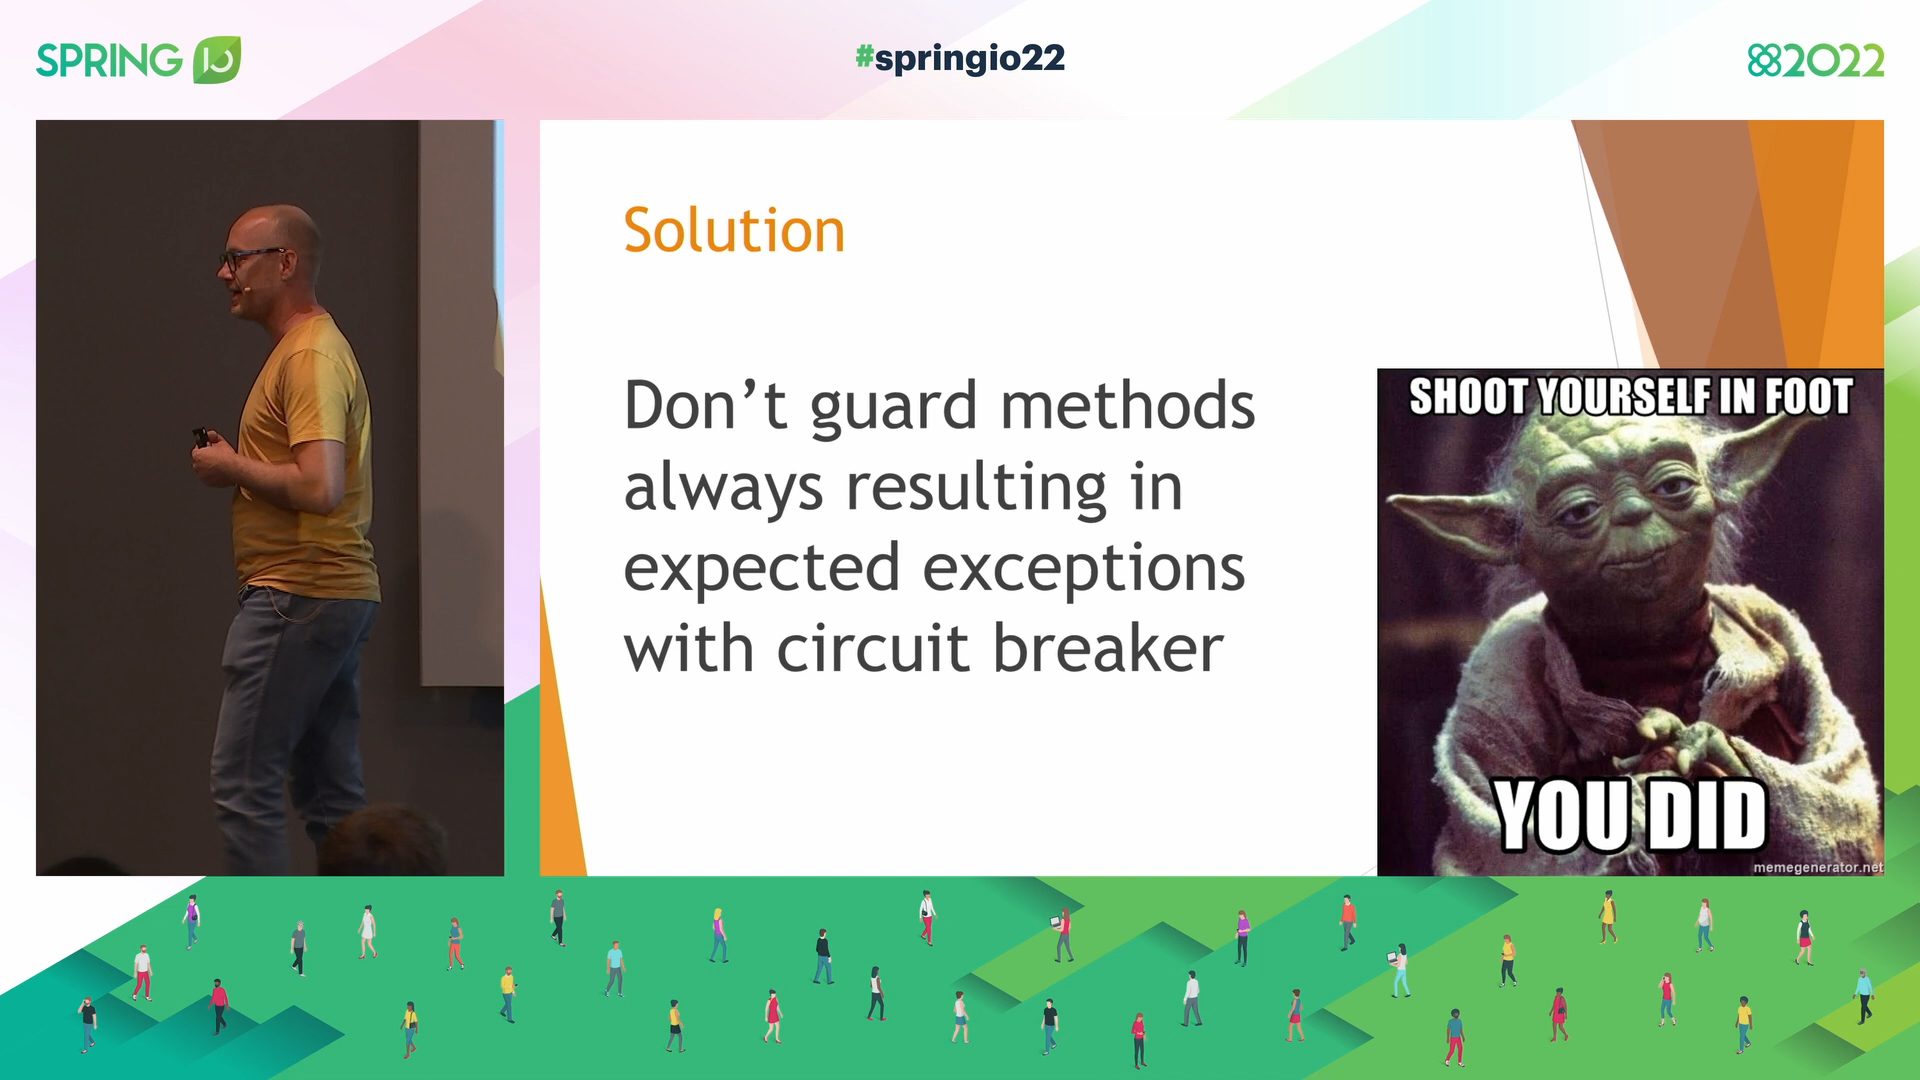 SPRING IO
#springio22
2022
Solution
Don’t guard methods
always resulting in
expected exceptions
with circuit breaker
SHOOT YOURSELF IN FOOT
YOU DID
memegenerator.net